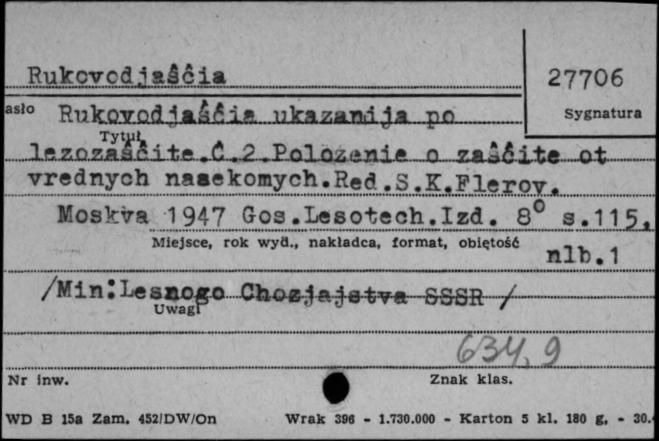 Rukovodjaŝĉia
27706
Sygnatura
asło Rukovodjaŝĉia ukazanija po
Tytuł
lezozaŝĉite.Ĉ.2.Polozenie o zaŝĉite ot
vrednych nasekomych.Red.S.K.Flerov.
Moskva 1947 Gos.Lesotech.Izd. 8° s.115,
Miejsce, rok wyd., nakładca, format, objętość
nlb.1
/Min:Lesnogo Chozjajstva SSSR /
Uwagi
634,9
Nr inw.
Znak klas.
WD B 15a Zam. 452/DW/On Wrak 396 - 1.730.000 - Karton 5 kl. 180 g. - 30.